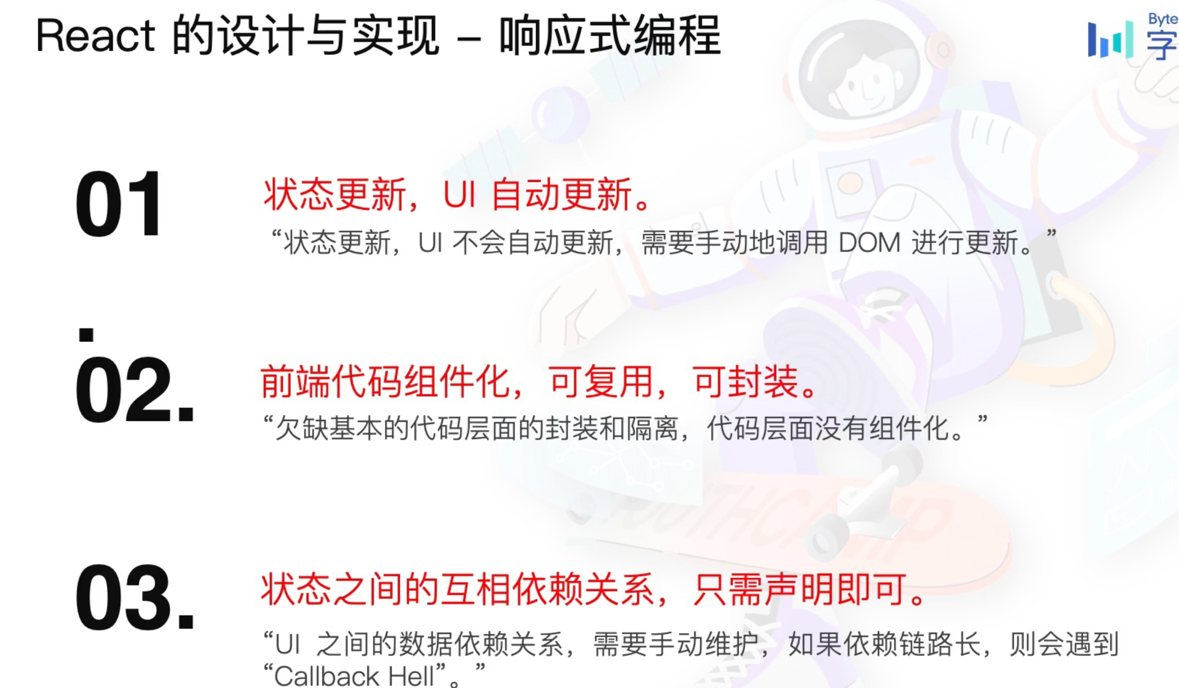 React 的设计与实现 – 响应式编程
Byte
字
01
状态更新，UI 自动更新。
“状态更新，UI 不会自动更新，需要手动地调用 DOM 进行更新。”
.
02.
前端代码组件化，可复用，可封装。
“欠缺基本的代码层面的封装和隔离，代码层面没有组件化。”
03.
状态之间的互相依赖关系，只需声明即可。
“UI 之间的数据依赖关系，需要手动维护，如果依赖链路长，则会遇到
“Callback Hell”。”